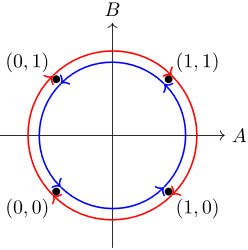 B
(0, 1) (1, 1)
A
(0, 0) (1, 0)